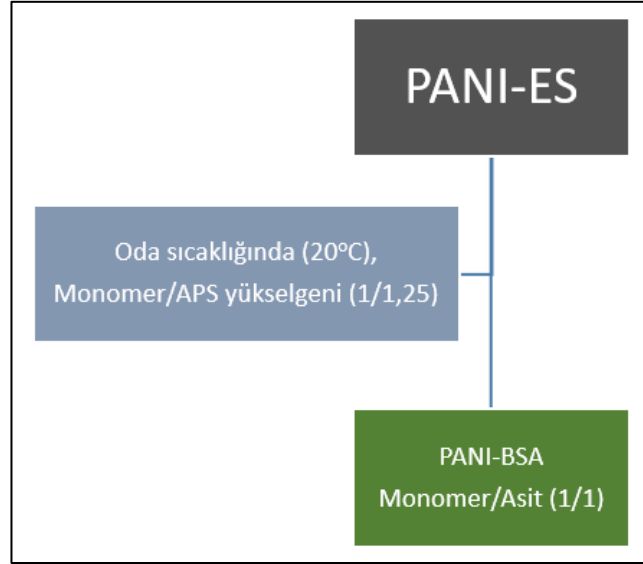 PANI-ES
Oda sıcaklığında (20°C),
Monomer/APS yükselgeni (1/1,25)
PANI-BSA
Monomer/Asit (1/1)